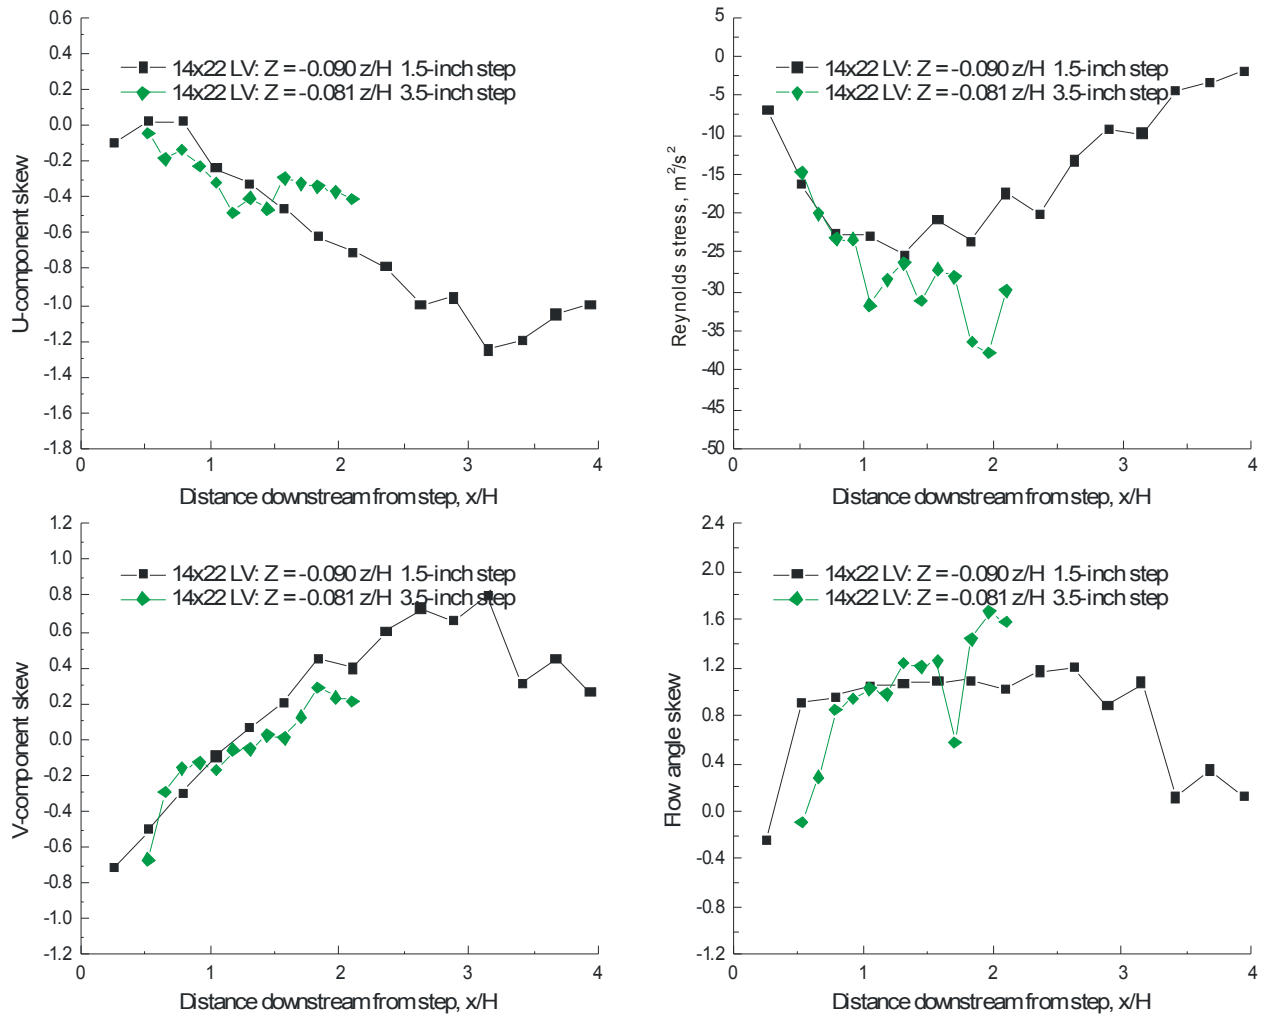 0.6
0.4
0.2
0.0
-0.2
-0.4
-0.6
-0.8
-1.0
-1.2
-1.4
-1.6
-1.8
U-component skew
14x22 LV: Z = -0.090 z/H 1.5-inch step
14x22 LV: Z = -0.081 z/H 3.5-inch step
0 1 2 3 4
Distance downstream from step, x/H
5
0
-5
-10
-15
-20
-25
-30
-35
-40
-45
-50
Reynolds stress, m²/s²
14x22 LV: Z = -0.090 z/H 1.5-inch step
14x22 LV: Z = -0.081 z/H 3.5-inch step
0 1 2 3 4
Distance downstream from step, x/H
1.2
1.0
0.8
0.6
0.4
0.2
0.0
-0.2
-0.4
-0.6
-0.8
-1.0
-1.2
V-component skew
14x22 LV: Z = -0.090 z/H 1.5-inch step
14x22 LV: Z = -0.081 z/H 3.5-inch step
0 1 2 3 4
Distance downstream from step, x/H
2.4
2.0
1.6
1.2
0.8
0.4
0.0
-0.4
-0.8
-1.2
Flow angle skew
14x22 LV: Z = -0.090 z/H 1.5-inch step
14x22 LV: Z = -0.081 z/H 3.5-inch step
0 1 2 3 4
Distance downstream from step, x/H